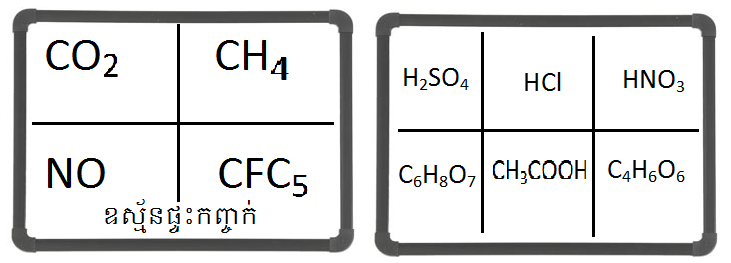 CO₂ CH₄
NO CFC₅
ឧស្ម័នផ្ទះកញ្ចក់
H₂SO₄ HCl HNO₃
C₆H₈O₇ CH₃COOH C₄H₆O₆